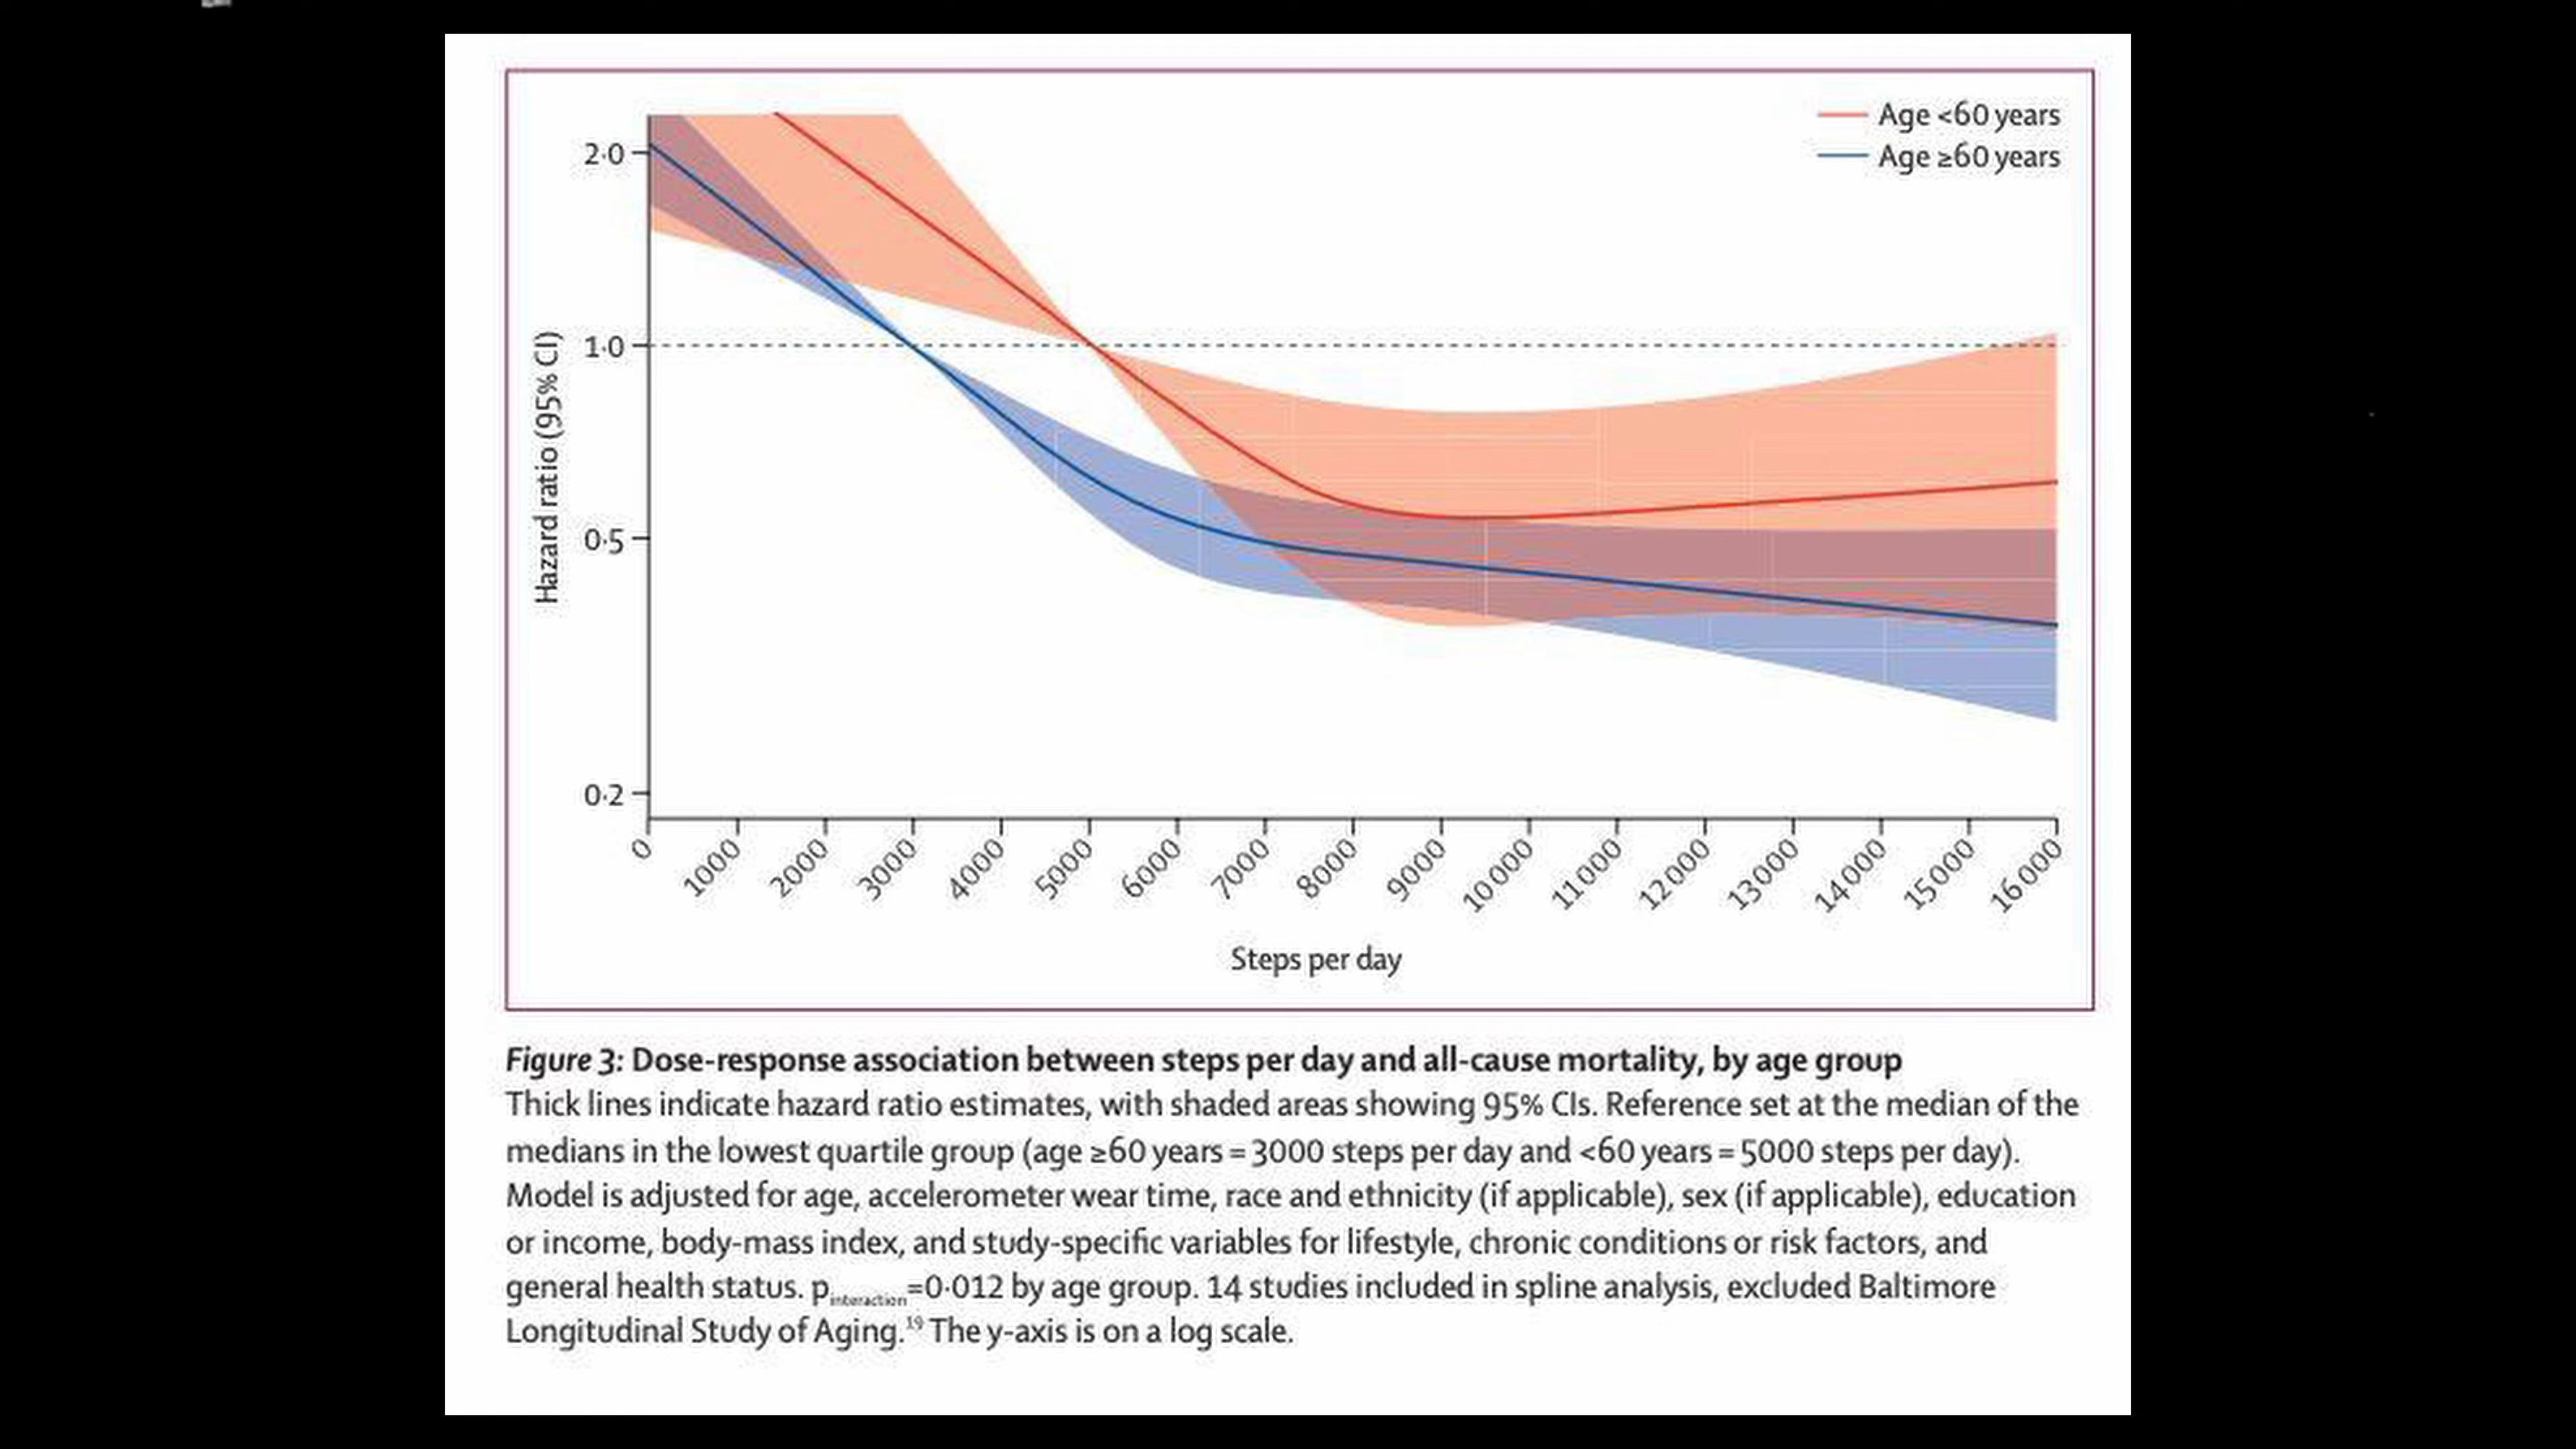 Age <60 years
Age ≥60 years
2·0
1·0
0·5
0·2
Hazard ratio (95% CI)
0
1000
2000
3000
4000
5000
6000
7000
8000
9000
10 000
11 000
12 000
13 000
14 000
15 000
16 000
Steps per day
Figure 3: Dose-response association between steps per day and all-cause mortality, by age group
Thick lines indicate hazard ratio estimates, with shaded areas showing 95% CIs. Reference set at the median of the
medians in the lowest quartile group (age ≥60 years = 3000 steps per day and <60 years = 5000 steps per day).
Model is adjusted for age, accelerometer wear time, race and ethnicity (if applicable), sex (if applicable), education
or income, body-mass index, and study-specific variables for lifestyle, chronic conditions or risk factors, and
general health status. pinteraction=0·012 by age group. 14 studies included in spline analysis, excluded Baltimore
Longitudinal Study of Aging.19 The y-axis is on a log scale.